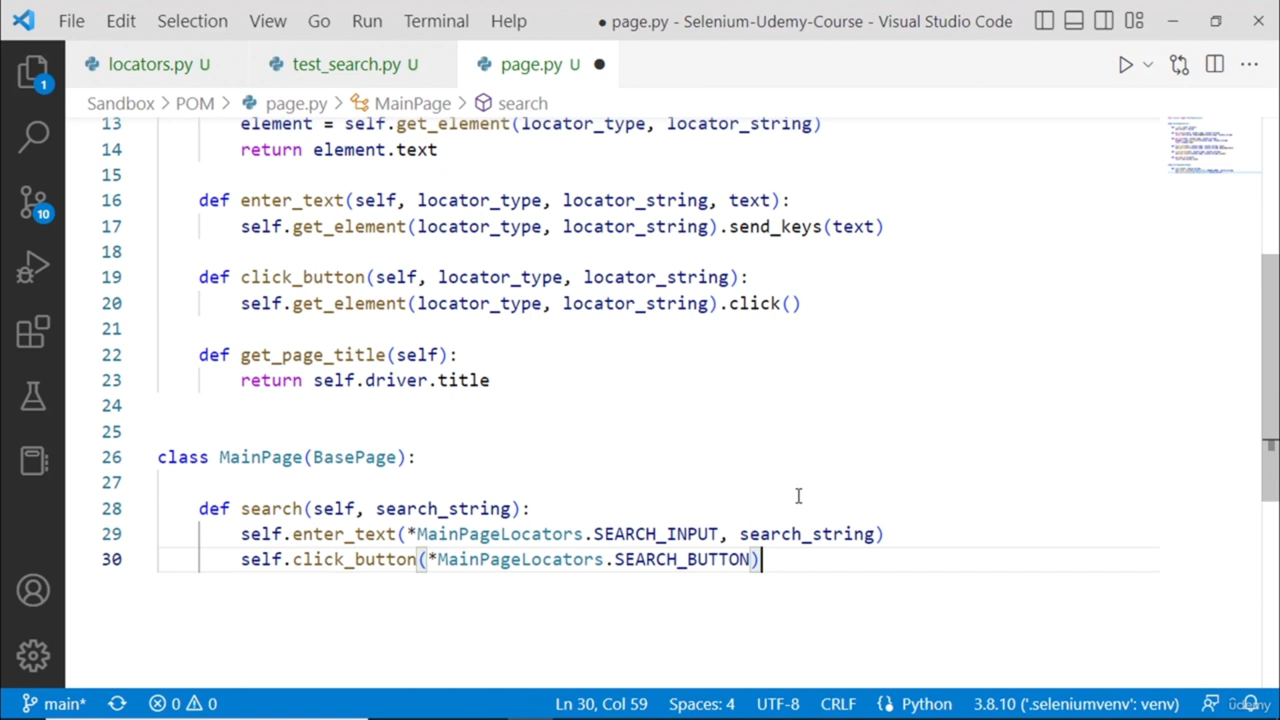 File Edit Selection View Go Run Terminal Help ● page.py - Selenium-Udemy-Course - Visual Studio Code
locators.py U test_search.py U page.py U ●
Sandbox > POM > page.py > MainPage > search
13 element = self.get_element(locator_type, locator_string)
14 return element.text
15
16 def enter_text(self, locator_type, locator_string, text):
17 self.get_element(locator_type, locator_string).send_keys(text)
18
19 def click_button(self, locator_type, locator_string):
20 self.get_element(locator_type, locator_string).click()
21
22 def get_page_title(self):
23 return self.driver.title
24
25
26 class MainPage(BasePage):
27
28 def search(self, search_string):
29 self.enter_text(*MainPageLocators.SEARCH_INPUT, search_string)
30 self.click_button(*MainPageLocators.SEARCH_BUTTON)
1
10
main* 0 0 Ln 30, Col 59 Spaces: 4 UTF-8 CRLF Python 3.8.10 ('.seleniumvenv': venv) ûdemy